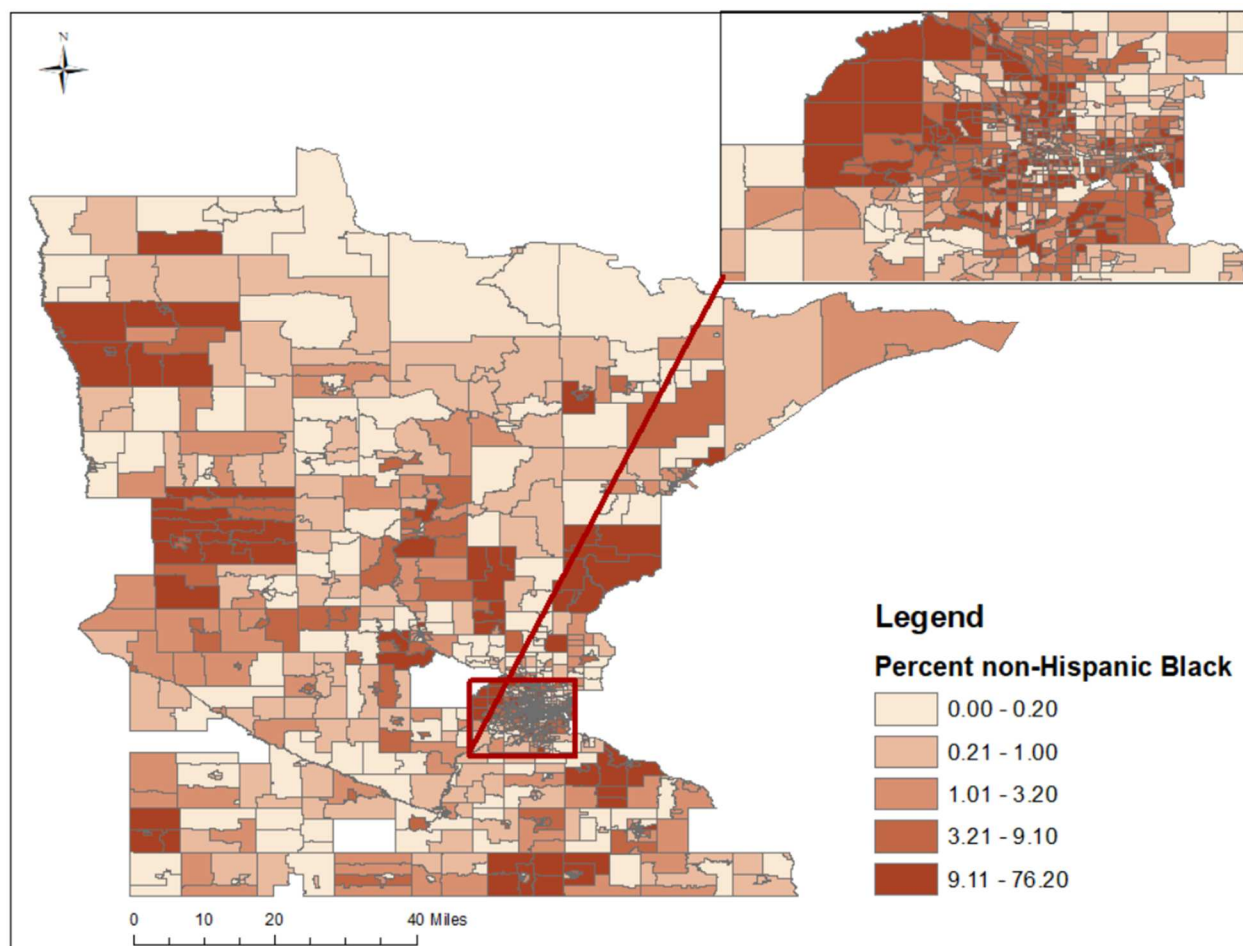 N
Legend
Percent non-Hispanic Black
0.00 - 0.20
0.21 - 1.00
1.01 - 3.20
3.21 - 9.10
9.11 - 76.20
0 10 20 40 Miles